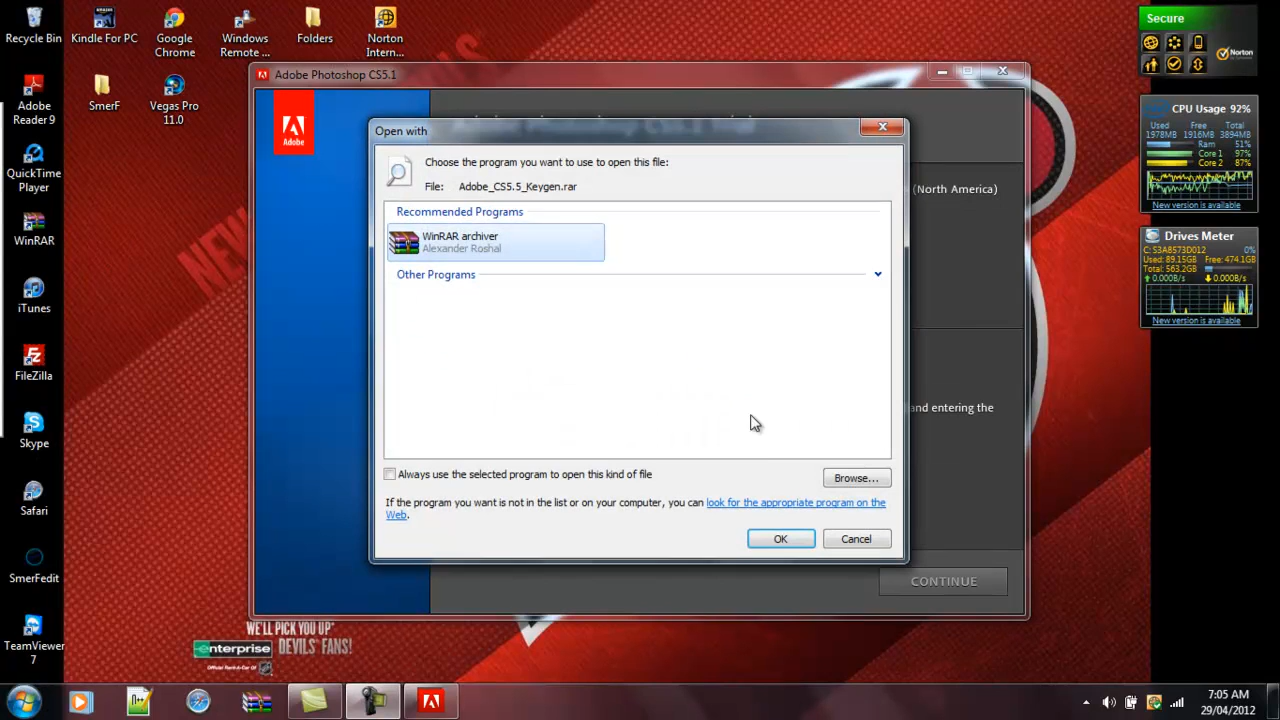 Recycle Bin
Kindle For PC
Google
Chrome
Windows
Remote ...
Folders
Norton
Intern...
Adobe
Reader 9
SmerF
Vegas Pro
11.0
QuickTime
Player
WinRAR
iTunes
FileZilla
Skype
Safari
Smerfedit
TeamViewer
7
Adobe Photoshop CS5.1
Adobe
(North America)
and entering the
CONTINUE
Open with
Choose the program you want to use to open this file:
File: Adobe_CS5.5_Keygen.rar
Recommended Programs
WinRAR archiver
Alexander Roshal
Other Programs
Always use the selected program to open this kind of file
Browse...
If the program you want is not in the list or on your computer, you can look for the appropriate program on the
Web.
OK
Cancel
Secure
Norton
CPU Usage 92%
Used Free Total
1978MB 1916MB 3894MB
Ram 51%
Core 1 97%
Core 2 87%
New version is available
Drives Meter
C: S3A8573D012 0%
Used: 89.15GB Free: 474.1GB
Total: 563.2GB
0.000B/s 0.000B/s
New version is available
WE'LL PICK YOU UP
enterprise DEVILS FANS!
7:05 AM
29/04/2012